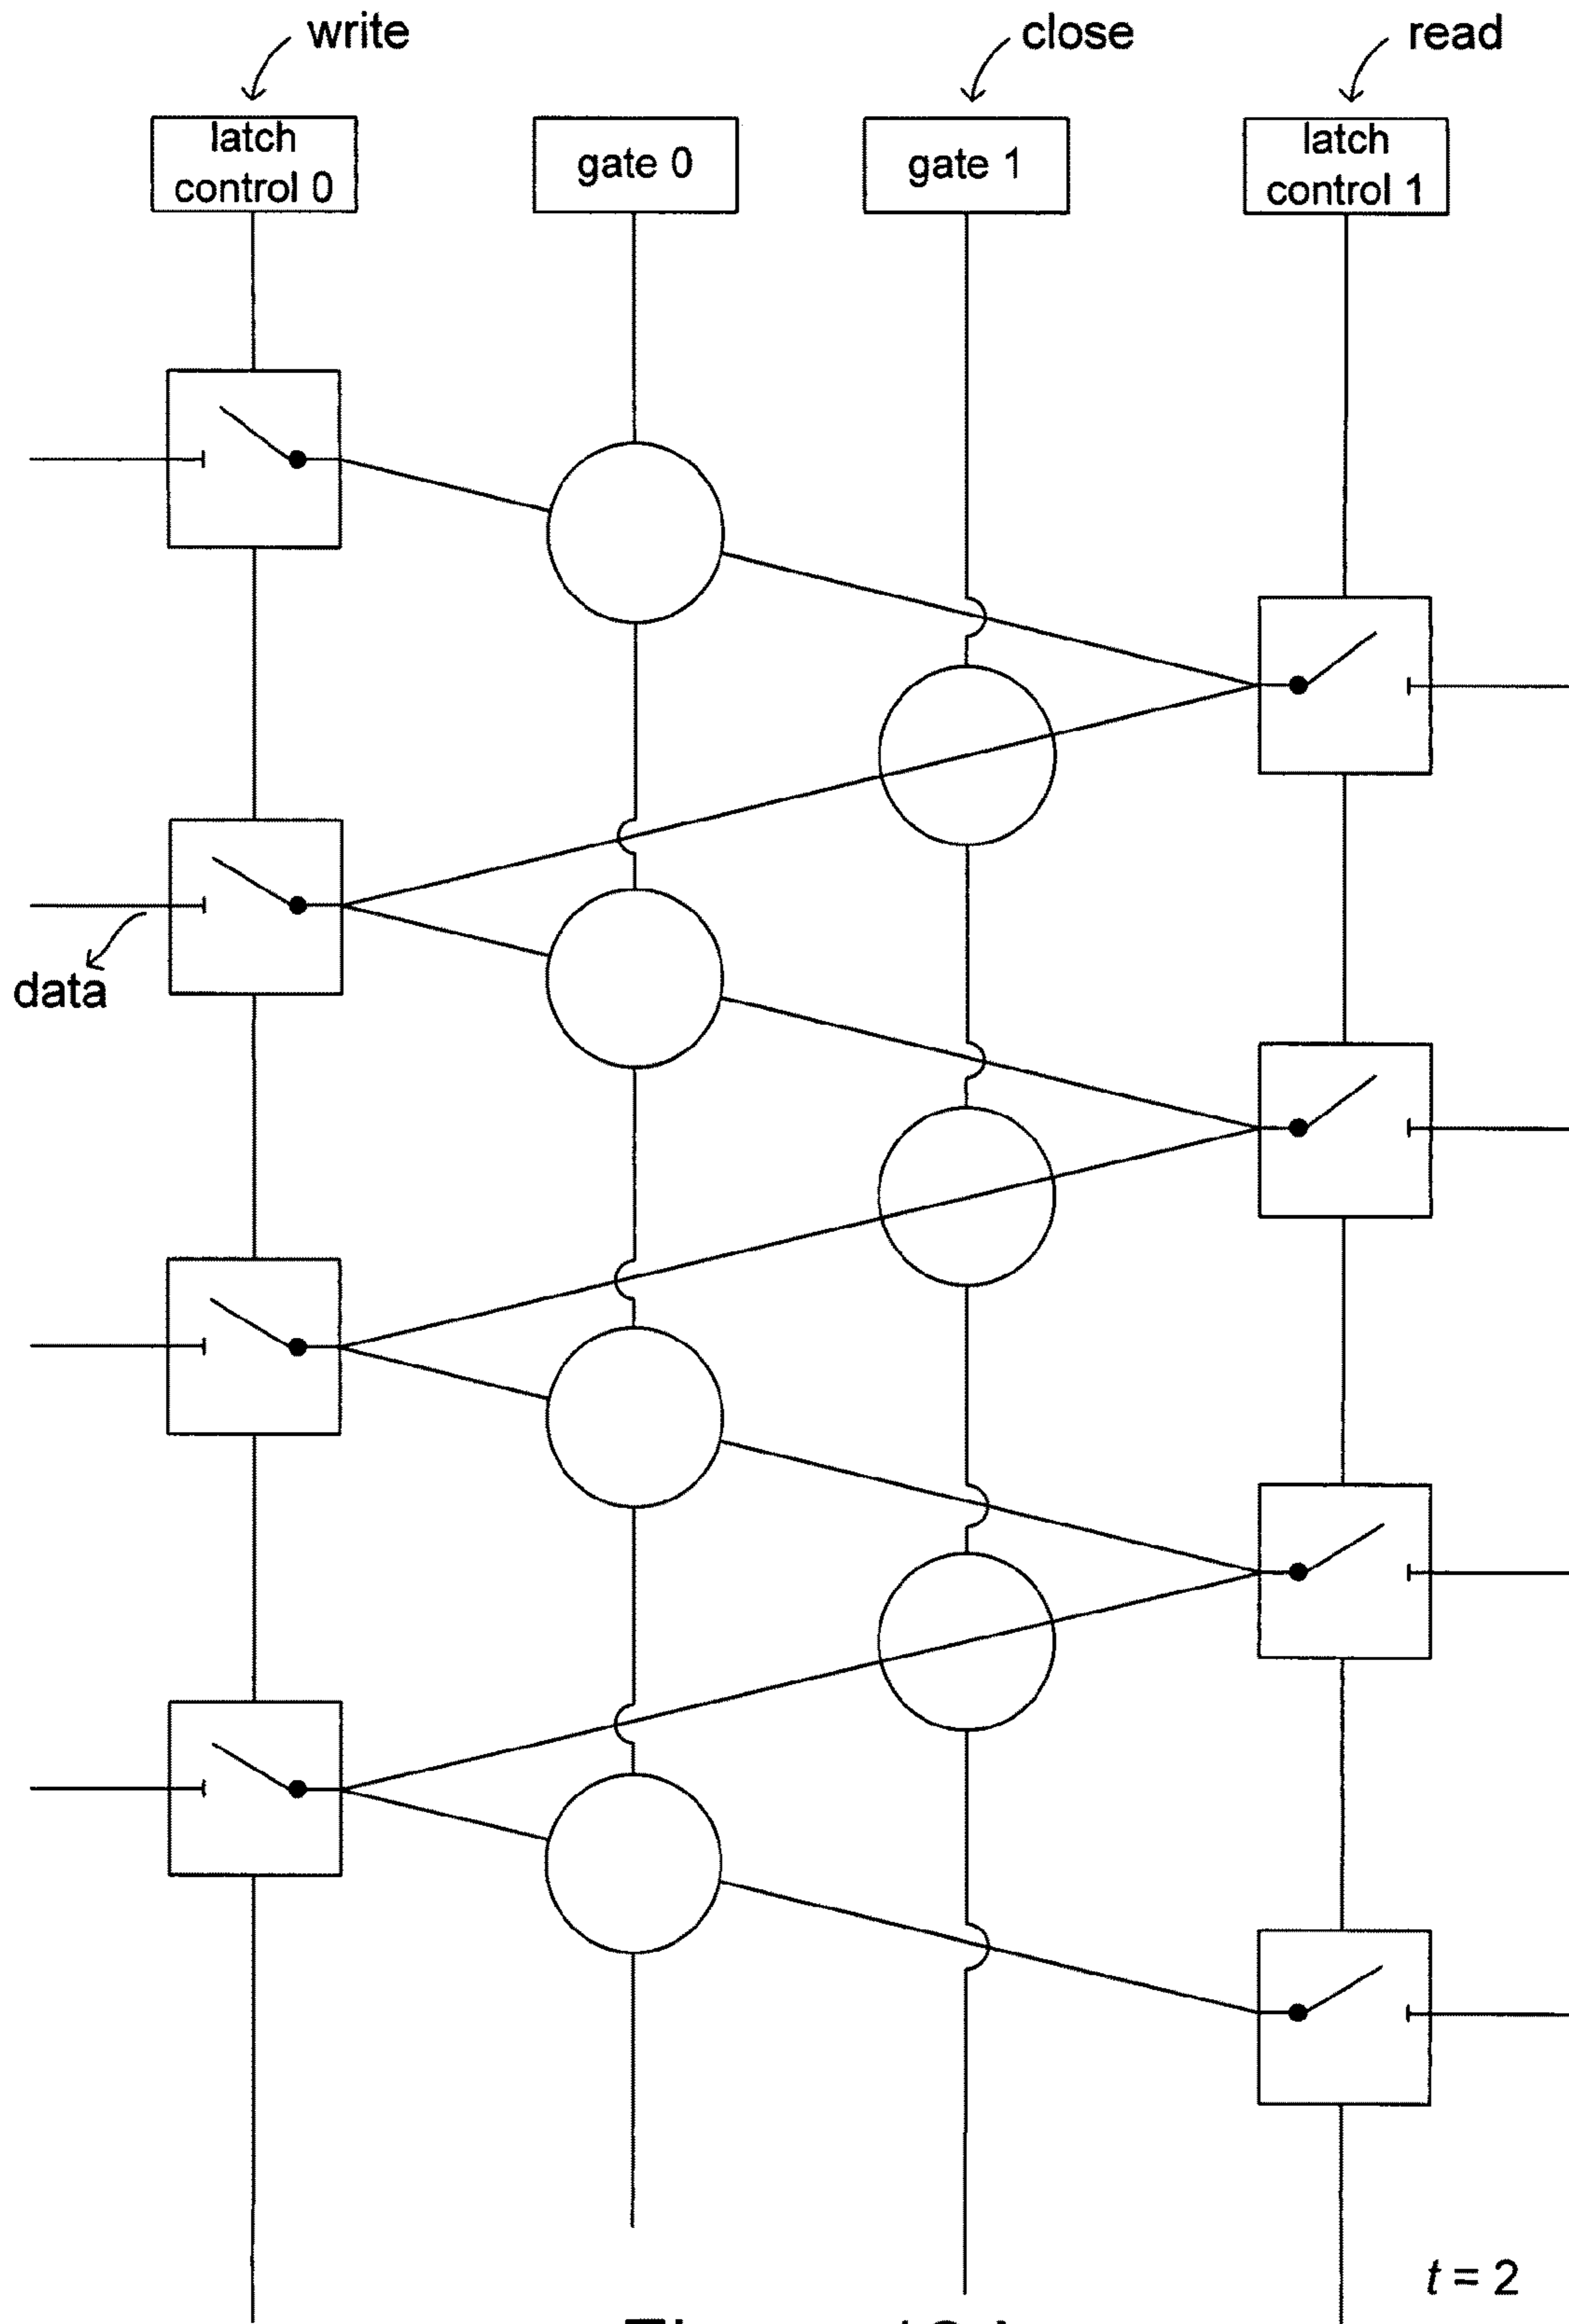 write
close
read
latch
control 0
gate 0
gate 1
latch
control 1
data
t = 2